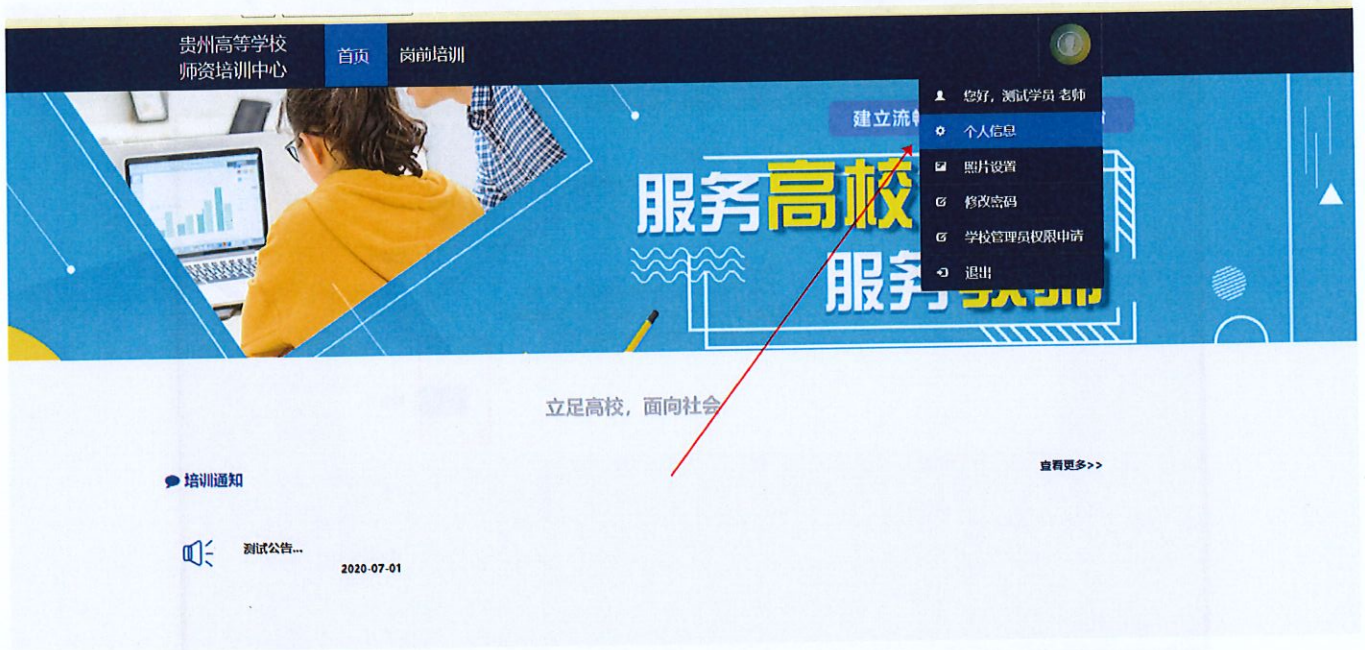 贵州高等学校
师资培训中心
首页
岗前培训
您好，测试学员 老师
个人信息
照片设置
修改密码
学校管理员权限申请
退出
建立流
服务高校
服务教师
立足高校，面向社会
培训通知
查看更多>>
测试公告...
2020-07-01